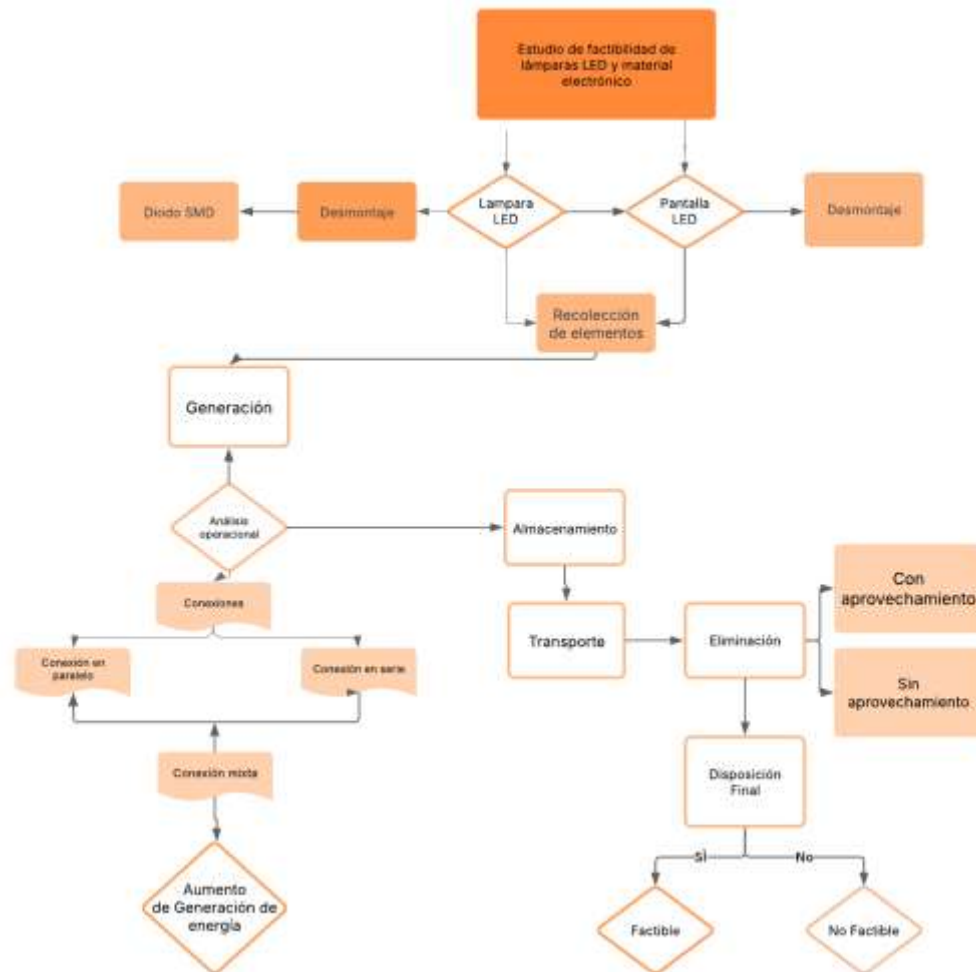 Estudio de factibilidad de
lámparas LED y material
electrónico
Diodo SMD
Desmontaje
Lampara
LED
Pantalla
LED
Desmontaje
Recolección
de elementos
Generación
Análisis
operacional
Almacenamiento
Conexiones
Con
aprovechamiento
Conexión en
paralelo
Conexión en serie
Transporte
Eliminación
Sin
aprovechamiento
Conexión mixta
Disposición
Final
SÌ
No
Aumento
de Generación de
energía
Factible
No Factible